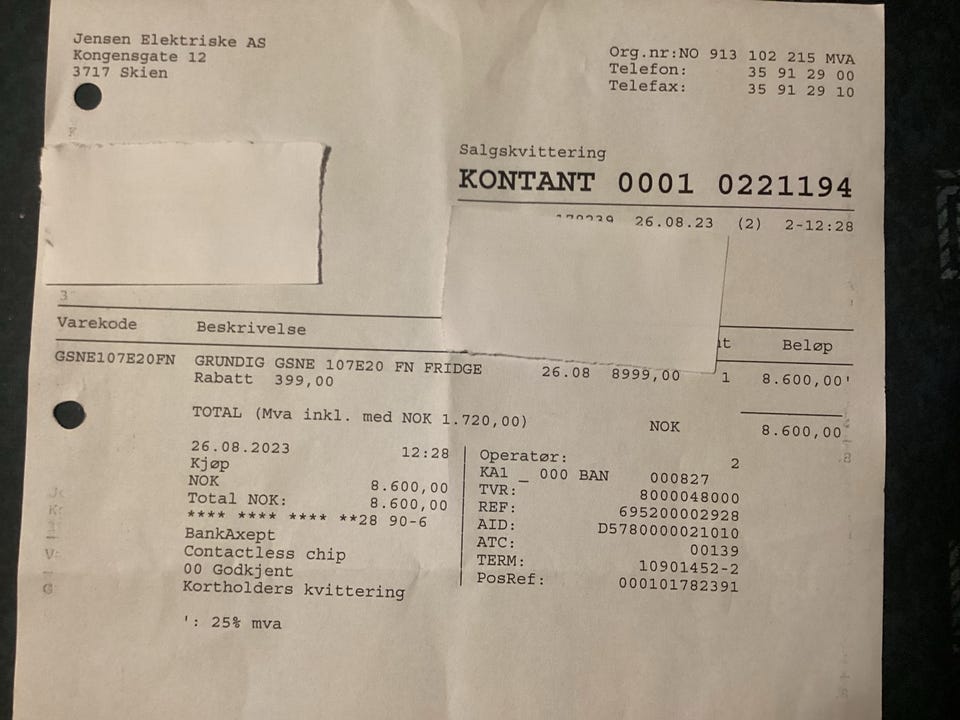 Jensen Elektriske AS
Kongensgate 12
3717 Skien
Org.nr:NO 913 102 215 MVA
Telefon: 35 91 29 00
Telefax: 35 91 29 10
Salgskvittering
KONTANT 0001 0221194
26.08.23 (2) 2-12:28
3
Varekode Beskrivelse Beløp
GSNE107E20FN GRUNDIG GSNE 107E20 FN FRIDGE 26.08 8999,00 1 8.600,00'
Rabatt 399,00
TOTAL (Mva inkl. med NOK 1.720,00) NOK 8.600,00
26.08.2023 12:28
Kjøp
NOK 8.600,00
Total NOK: 8.600,00
**** **** **** **28 90-6
BankAxept
Contactless chip
00 Godkjent
Kortholders kvittering
Operatør: 2
KA1 _ 000 BAN 000827
TVR: 8000048000
REF: 695200002928
AID: D5780000021010
ATC: 00139
TERM: 10901452-2
PosRef: 000101782391
': 25% mva